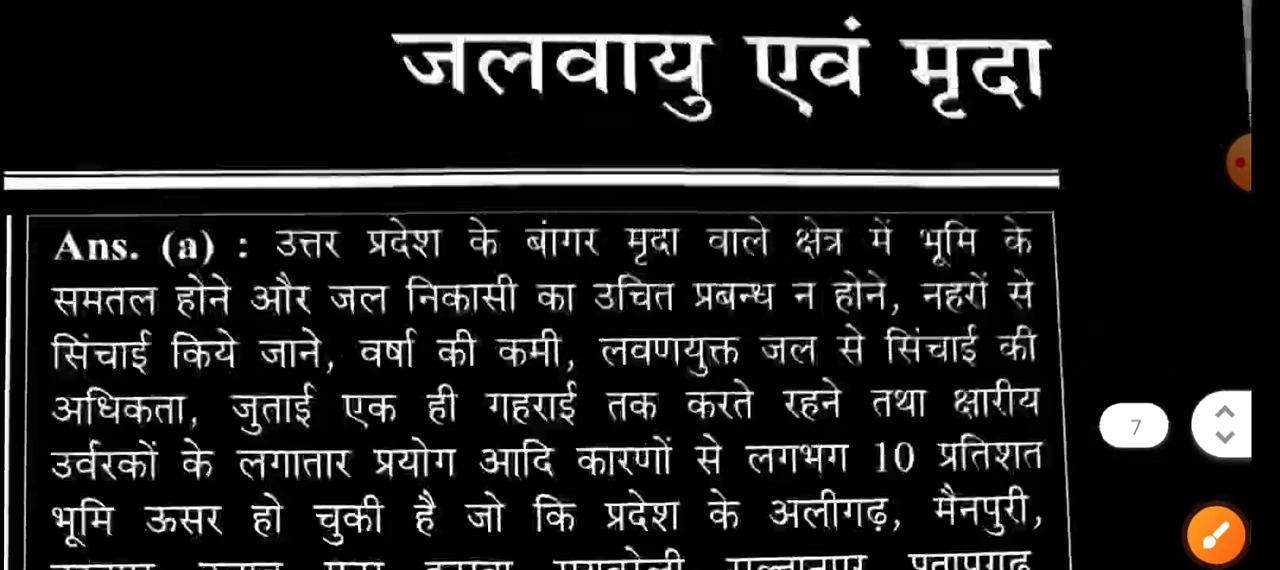 जलवायु एवं मृदा
Ans. (a) : उत्तर प्रदेश के बांगर मृदा वाले क्षेत्र में भूमि के
समतल होने और जल निकासी का उचित प्रबन्ध न होने, नहरों से
सिंचाई किये जाने, वर्षा की कमी, लवणयुक्त जल से सिंचाई की
अधिकता, जुताई एक ही गहराई तक करते रहने तथा क्षारीय
उर्वरकों के लगातार प्रयोग आदि कारणों से लगभग 10 प्रतिशत
7
भूमि ऊसर हो चुकी है जो कि प्रदेश के अलीगढ़, मैनपुरी,